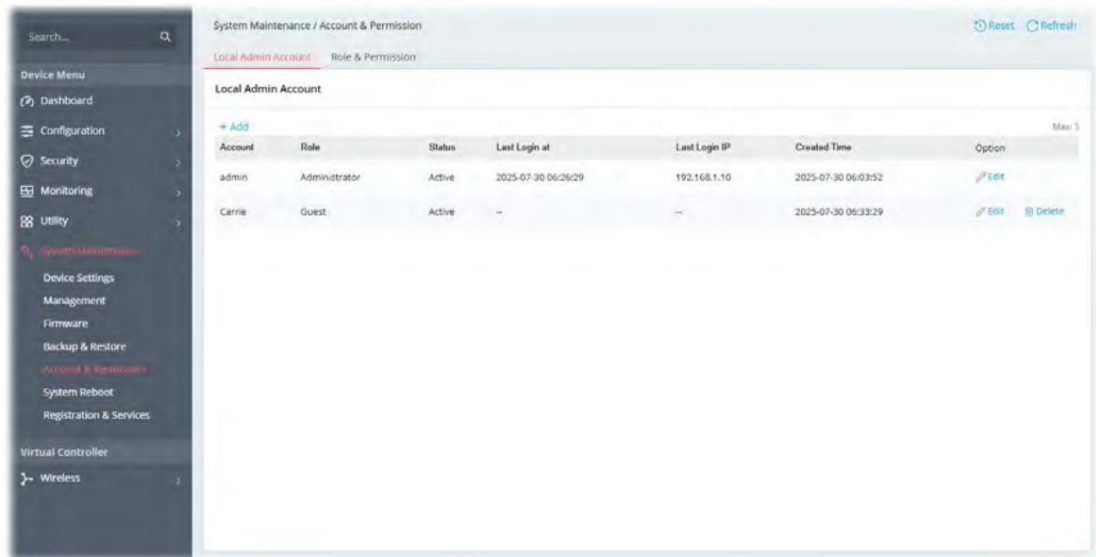 Search...
System Maintenance / Account & Permission
Reset Refresh
Local Admin Account Role & Permission
Device Menu
Dashboard
Configuration
Security
Monitoring
Utility
System Maintenance
Device Settings
Management
Firmware
Backup & Restore
Account & Permission
System Reboot
Registration & Services
Virtual Controller
Wireless
Local Admin Account
+ Add
Max: 5
Account Role Status Last Login at Last Login IP Created Time Option
admin Administrator Active 2025-07-30 06:26:29 192.168.1.10 2025-07-30 06:03:52 Edit
Carrie Guest Active -- -- 2025-07-30 06:33:29 Edit Delete